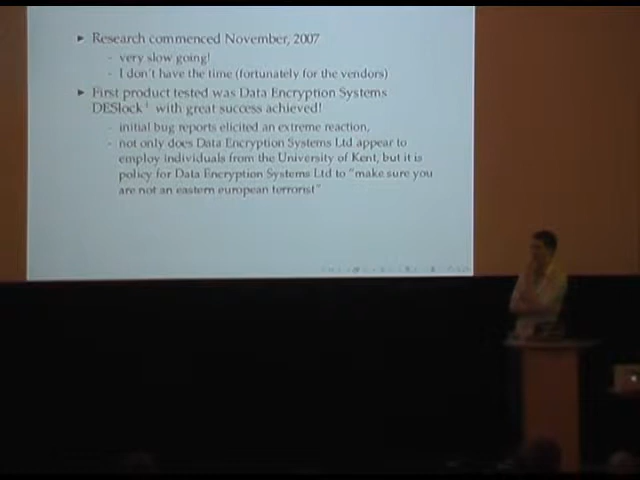 Research commenced November, 2007
- very slow going!
- I don't have the time (fortunately for the vendors)
First product tested was Data Encryption Systems
DESlock+ with great success achieved!
- initial bug reports elicited an extreme reaction,
- not only does Data Encryption Systems Ltd appear to
employ individuals from the University of Kent, but it is
policy for Data Encryption Systems Ltd to "make sure you
are not an eastern european terrorist"